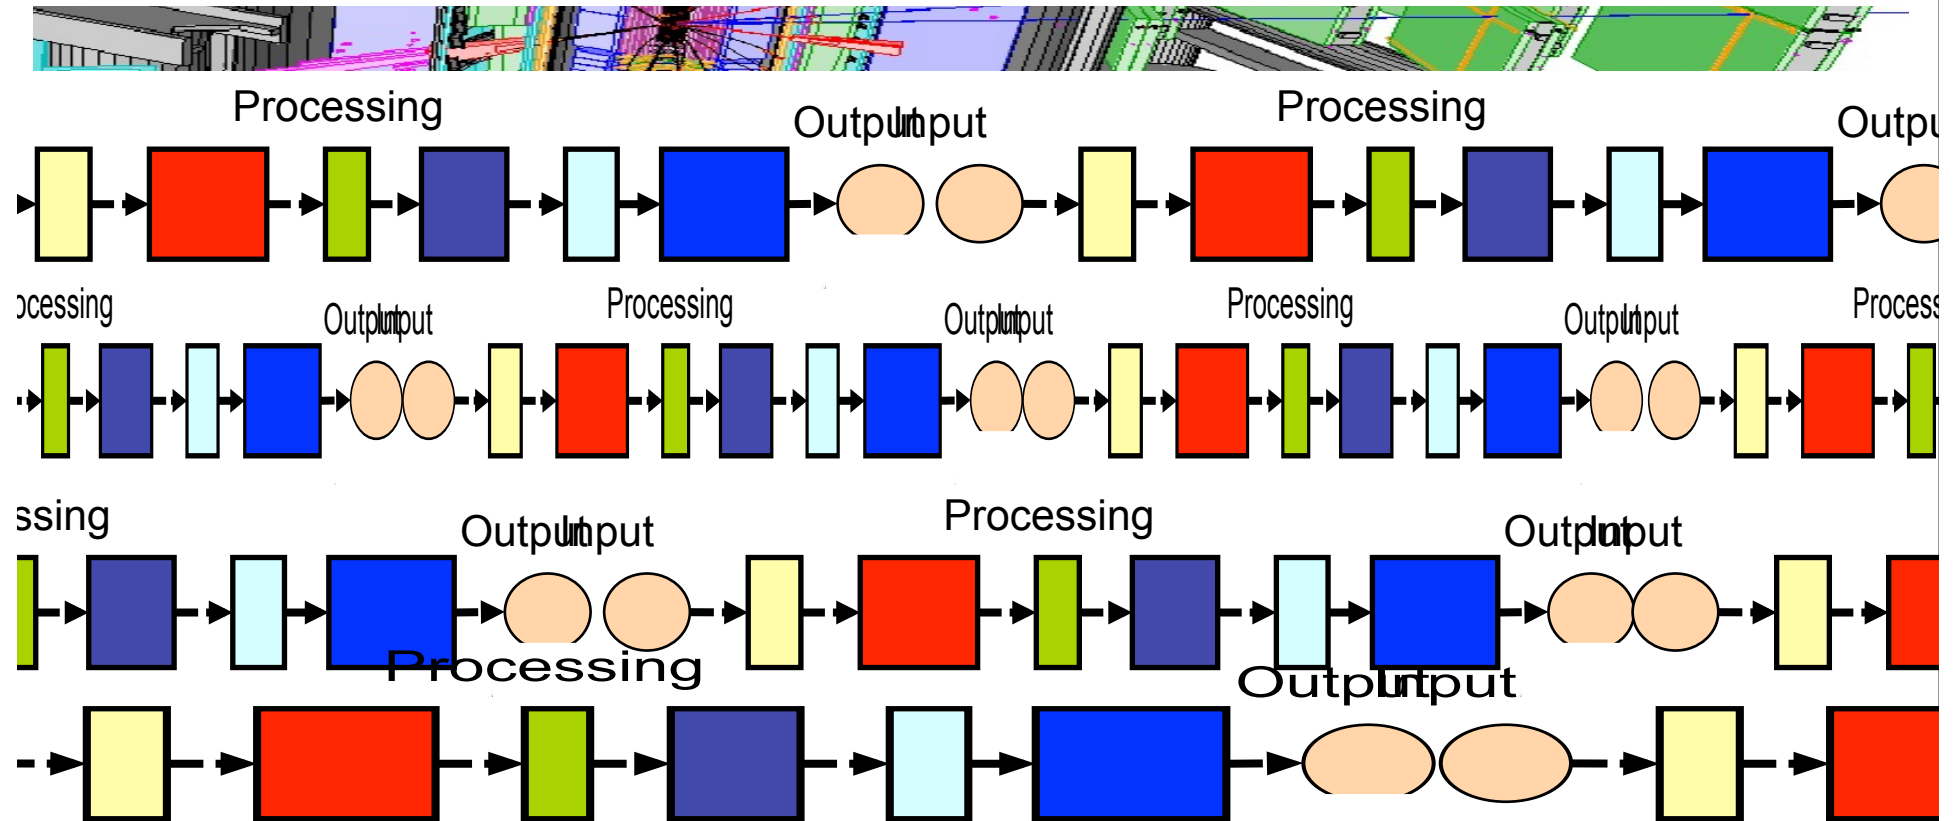 Processing
Output Input
Processing
Outpu
ocessing
Output Input
Processing
Output Input
Processing
Output Input
Process
ssing
Output Input
Processing
Output Input
Processing
Output Input